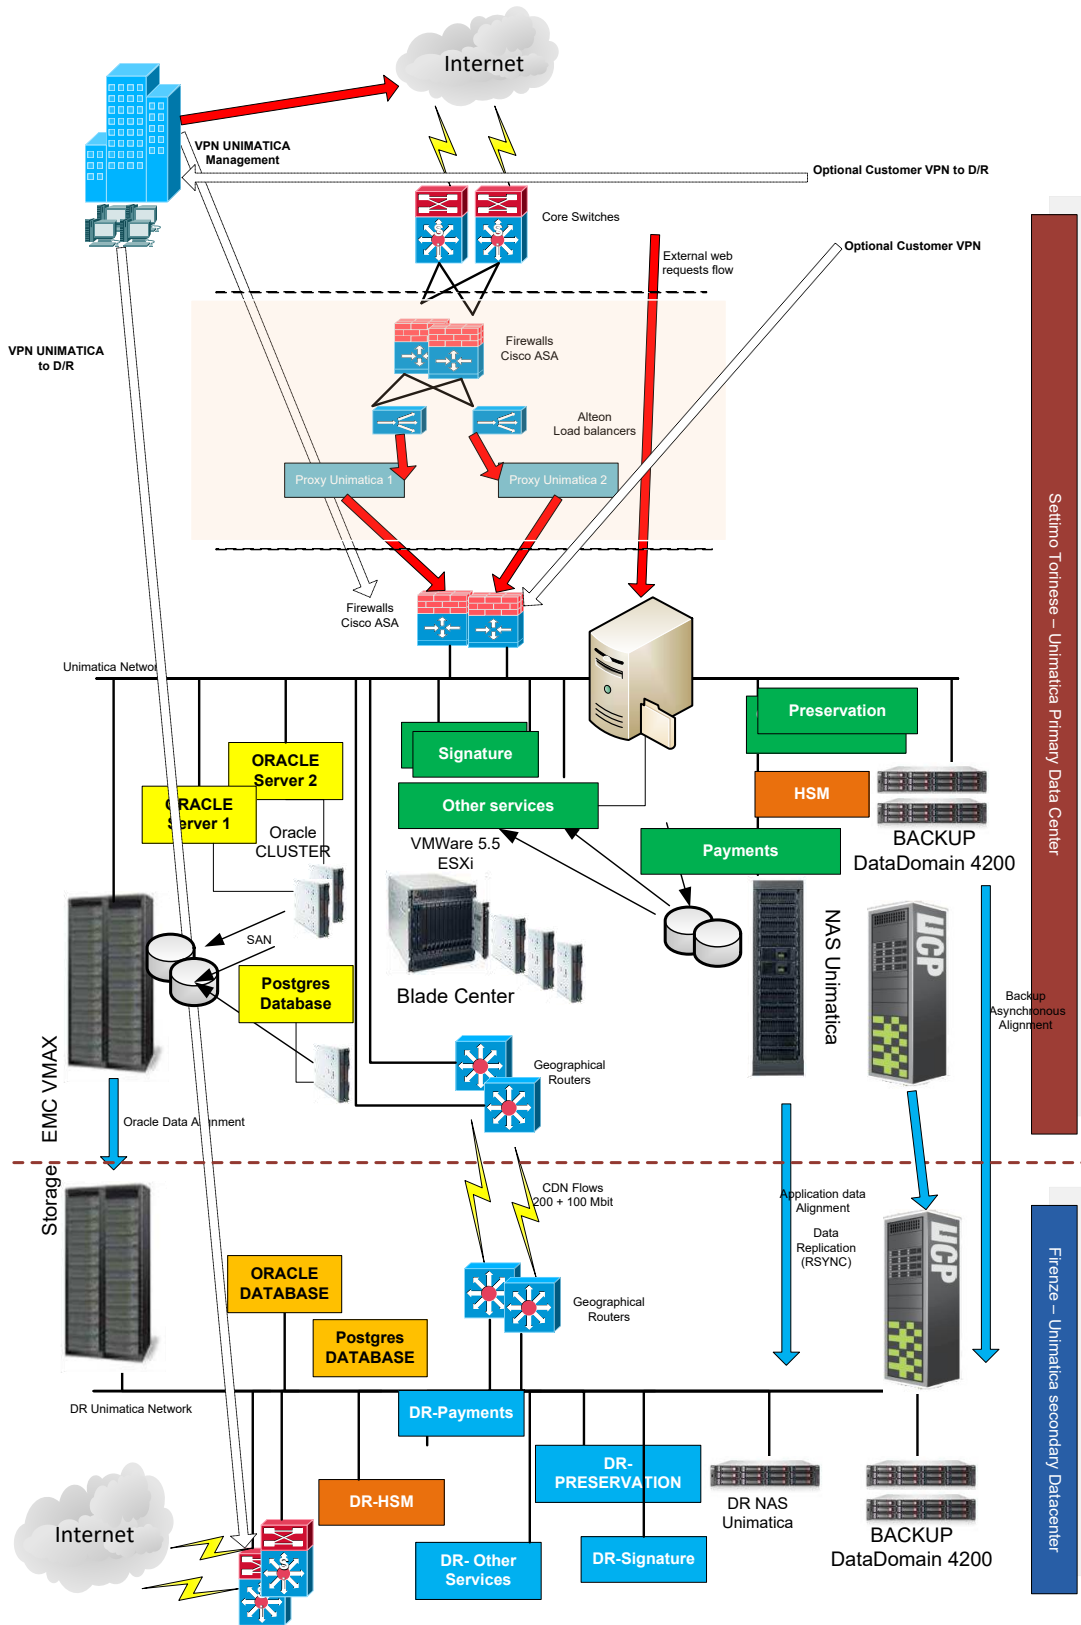 Internet
VPN UNIMATICA
Management
Optional Customer VPN to D/R
Core Switches
Optional Customer VPN
External web
requests flow
VPN UNIMATICA
to D/R
Firewalls
Cisco ASA
Alteon
Load balancers
Proxy Unimatica 1
Proxy Unimatica 2
Firewalls
Cisco ASA
Unimatica Network
Preservation
Signature
ORACLE
Server 2
HSM
Other services
ORACLE
Server 1
Oracle
CLUSTER
VMWare 5.5
ESXi
Payments
BACKUP
DataDomain 4200
NAS Unimatica
UCP
SAN
Postgres
Database
Blade Center
Backup
Asynchronous
Alignment
Geographical
Routers
Storage EMC VMAX
Oracle Data Alignment
Settimo Torinese – Unimatica Primary Data Center
CDN Flows
200 + 100 Mbit
Application data
Alignment
Data
Replication
(RSYNC)
UCP
ORACLE
DATABASE
Geographical
Routers
Postgres
DATABASE
Firenze – Unimatica secondary Datacenter
DR Unimatica Network
DR-Payments
DR-
PRESERVATION
DR-HSM
DR NAS
Unimatica
Internet
BACKUP
DataDomain 4200
DR- Other
Services
DR-Signature